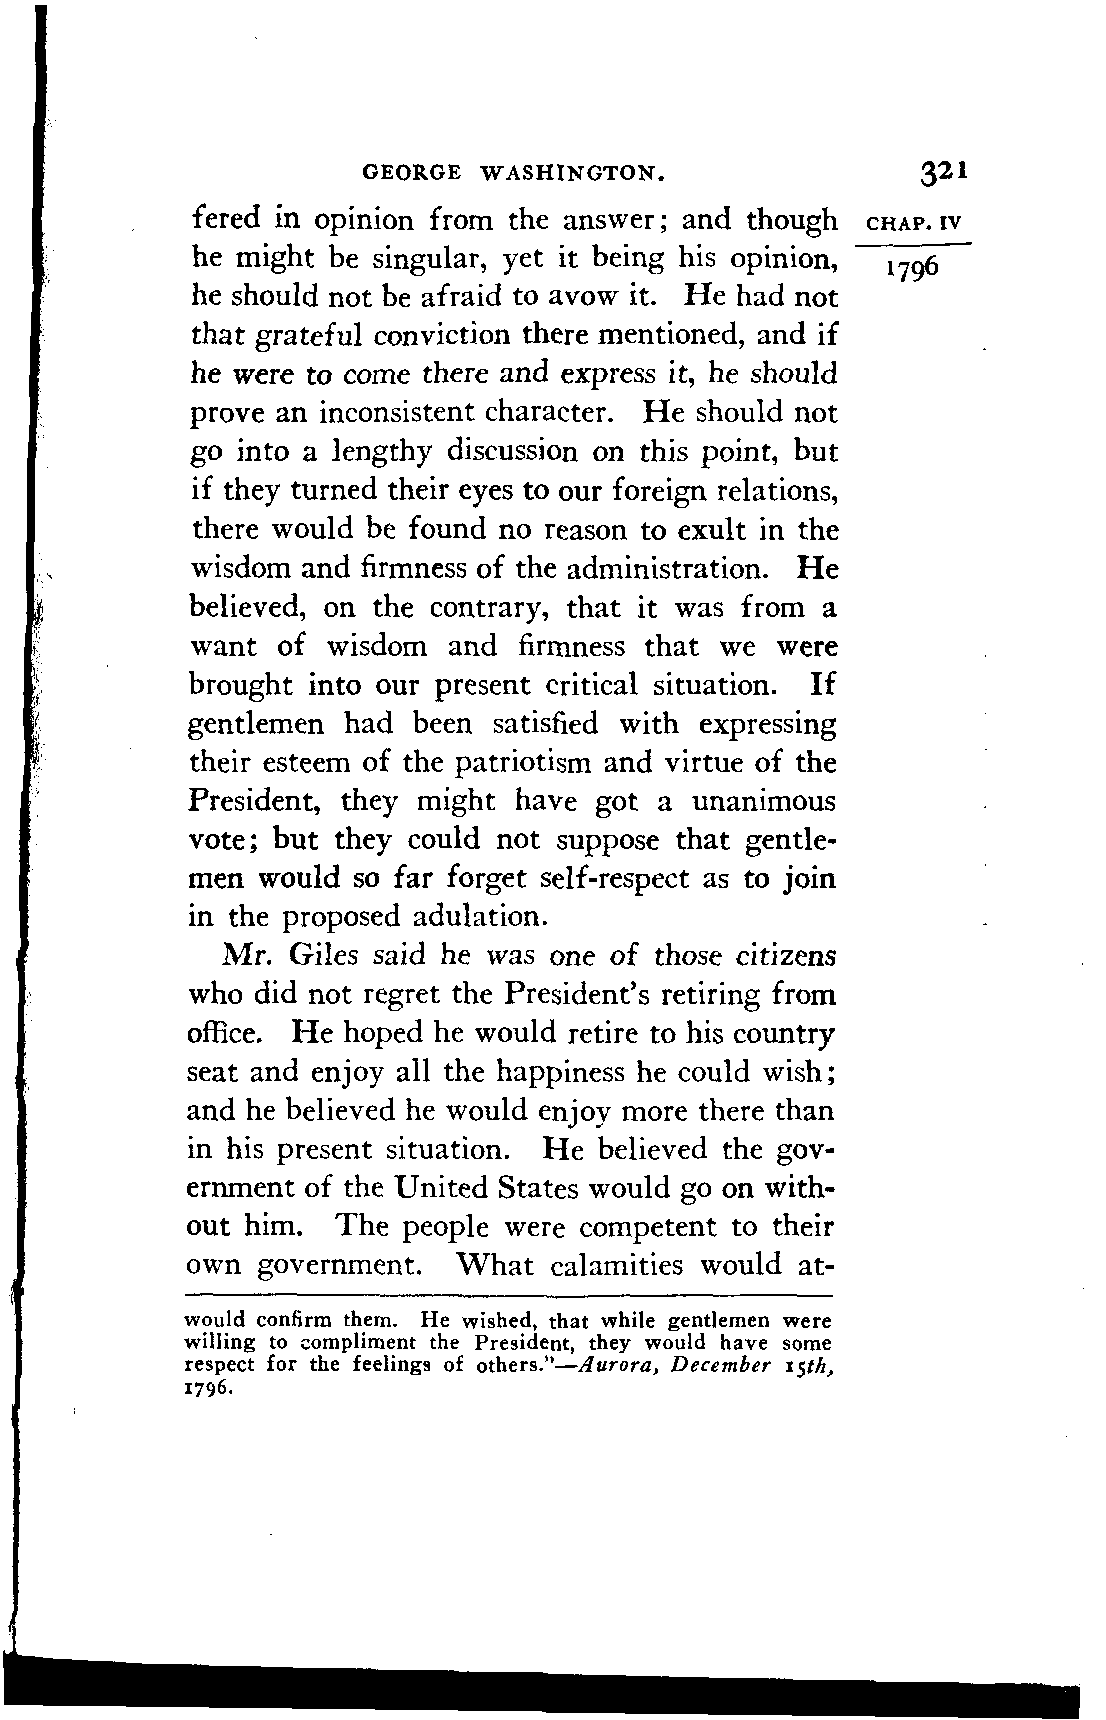 GEORGE WASHINGTON. 321
fered in opinion from the answer; and though
CHAP. IV
he might be singular, yet it being his opinion,
1796
he should not be afraid to avow it. He had not
that grateful conviction there mentioned, and if
he were to come there and express it, he should
prove an inconsistent character. He should not
go into a lengthy discussion on this point, but
if they turned their eyes to our foreign relations,
there would be found no reason to exult in the
wisdom and firmness of the administration. He
believed, on the contrary, that it was from a
want of wisdom and firmness that we were
brought into our present critical situation. If
gentlemen had been satisfied with expressing
their esteem of the patriotism and virtue of the
President, they might have got a unanimous
vote; but they could not suppose that gentle-
men would so far forget self-respect as to join
in the proposed adulation.
Mr. Giles said he was one of those citizens
who did not regret the President's retiring from
office. He hoped he would retire to his country
seat and enjoy all the happiness he could wish;
and he believed he would enjoy more there than
in his present situation. He believed the gov-
ernment of the United States would go on with-
out him. The people were competent to their
own government. What calamities would at-
would confirm them. He wished, that while gentlemen were
willing to compliment the President, they would have some
respect for the feelings of others."—Aurora, December 15th,
1796.